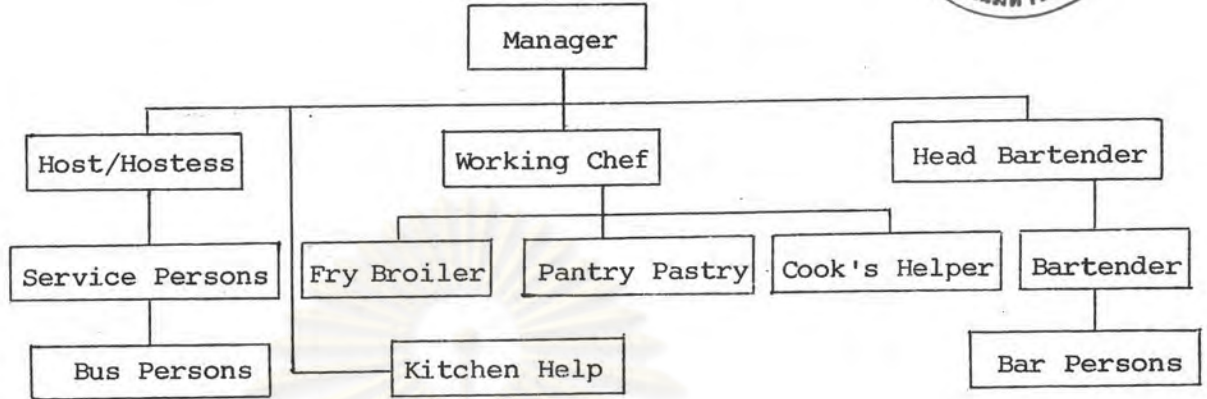 Manager
Host/Hostess
Working Chef
Head Bartender
Service Persons
Fry Broiler
Pantry Pastry
Cook's Helper
Bartender
Bus Persons
Kitchen Help
Bar Persons